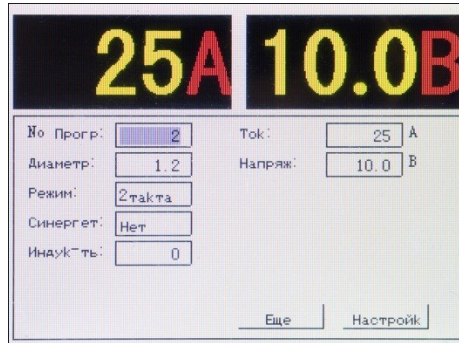 25A 10.0B
No Прогр: 2 Ток: 25 A
Диаметр: 1.2 Напряж: 10.0 B
Режим: 2такта
Синергет: Нет
Индук-ть: 0
Еще Настройк